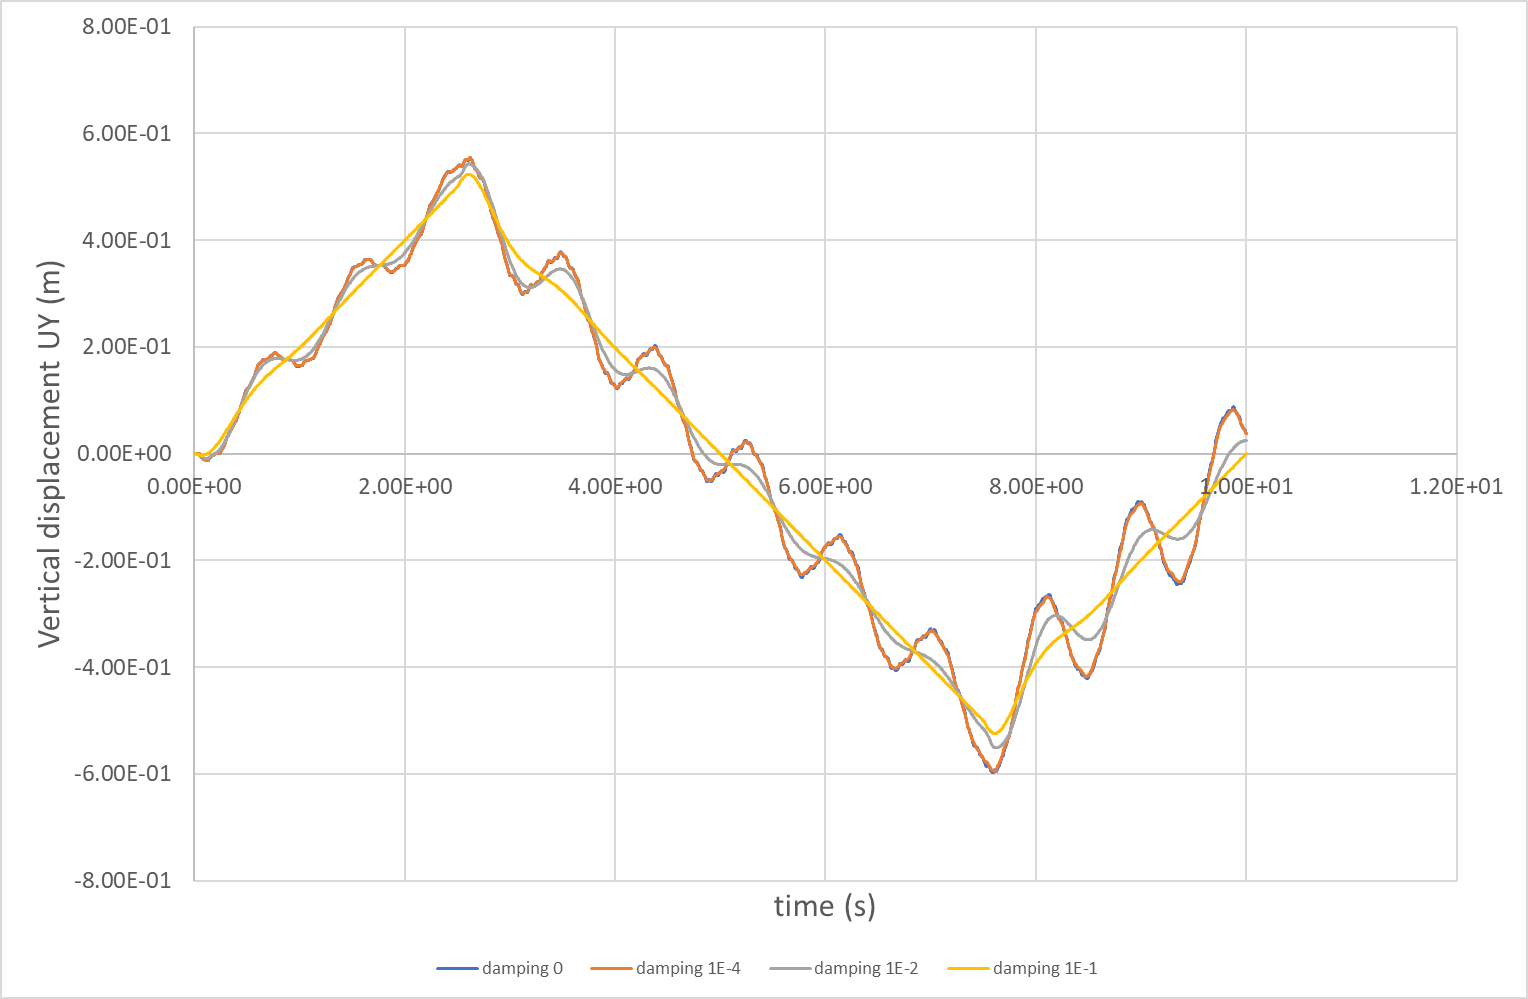 8.00E-01
6.00E-01
4.00E-01
2.00E-01
0.00E+00
-2.00E-01
-4.00E-01
-6.00E-01
-8.00E-01
Vertical displacement UY (m)
0.00E+00 2.00E+00 4.00E+00 6.00E+00 8.00E+00 1.00E+01 1.20E+01
time (s)
damping 0 damping 1E-4 damping 1E-2 damping 1E-1